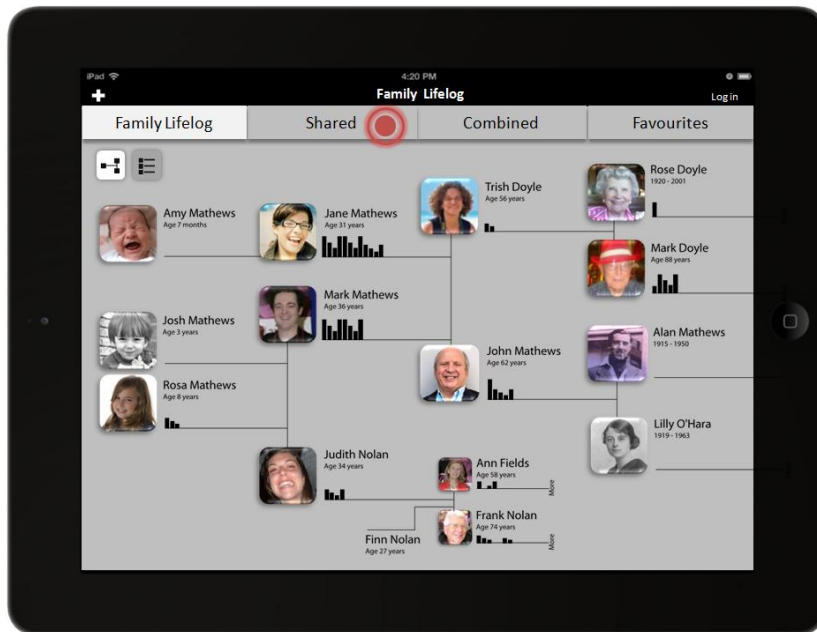 iPad
4:20 PM
Family Lifelog
Log in
Family Lifelog
Shared
Combined
Favourites
Amy Mathews
Age 7 months
Jane Mathews
Age 31 years
Trish Doyle
Age 56 years
Rose Doyle
1920 - 2001
Mark Doyle
Age 88 years
Josh Mathews
Age 3 years
Mark Mathews
Age 36 years
Rosa Mathews
Age 8 years
John Mathews
Age 62 years
Alan Mathews
1915 - 1950
Lilly O'Hara
1919 - 1963
Judith Nolan
Age 34 years
Ann Fields
Age 58 years
More
Finn Nolan
Age 27 years
Frank Nolan
Age 74 years
More